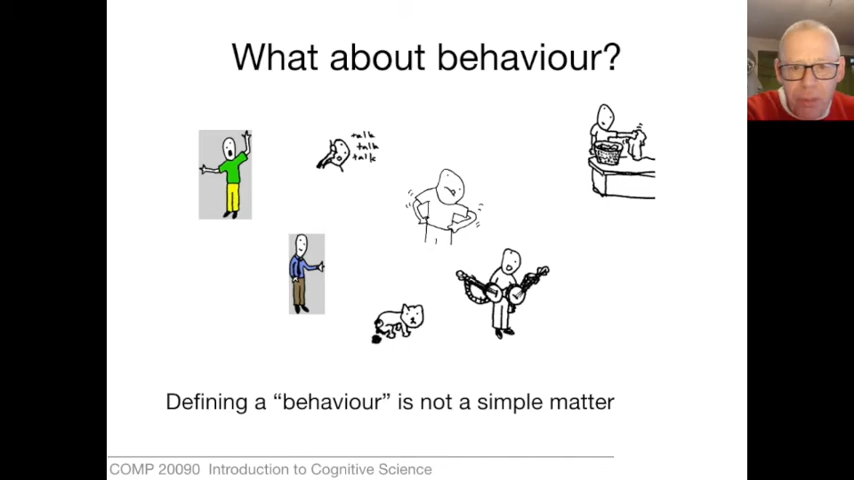 What about behaviour?
talk
talk
talk
Defining a “behaviour” is not a simple matter
COMP 20090 Introduction to Cognitive Science